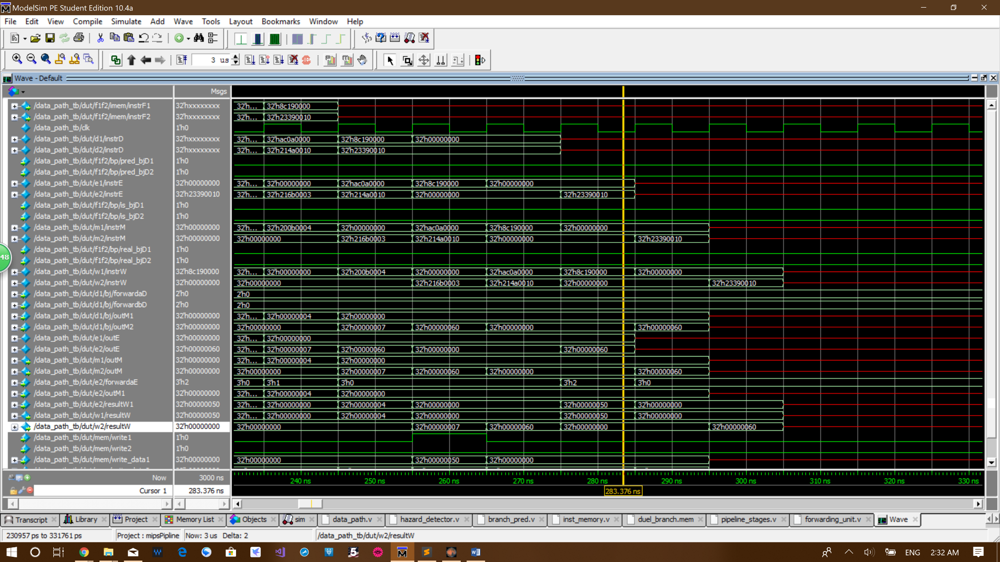 ModelSim PE Student Edition 10.4a
File Edit View Compile Simulate Add Wave Tools Layout Bookmarks Window Help
3 us
Wave - Default
Msgs
/data_path_tb/dut/f1f2/imem/instrF1 32'hxxxxxxxx 32'h... 32'h8c190000
/data_path_tb/dut/f1f2/imem/instrF2 32'hxxxxxxxx 32'h... 32'h23390010
/data_path_tb/clk 1'h0
/data_path_tb/dut/d1/instrD 32'hxxxxxxxx 32'h... 32'hac0a0000 32'h8c190000 32'h00000000
/data_path_tb/dut/d2/instrD 32'hxxxxxxxx 32'h... 32'h214a0010 32'h23390010
/data_path_tb/dut/f1f2/bp/pred_bjD1 1'h0
/data_path_tb/dut/f1f2/bp/pred_bjD2 1'h0
/data_path_tb/dut/e1/instrE 32'h00000000 32'h... 32'h00000000 32'hac0a0000 32'h8c190000 32'h00000000
/data_path_tb/dut/e2/instrE 32'h23390010 32'h... 32'h216b0003 32'h214a0010 32'h00000000 32'h23390010
/data_path_tb/dut/f1f2/bp/is_bjD1 1'h0
/data_path_tb/dut/f1f2/bp/is_bjD2 1'h0
/data_path_tb/dut/m1/instrM 32'h00000000 32'h... 32'h200b0004 32'h00000000 32'hac0a0000 32'h8c190000 32'h00000000
/data_path_tb/dut/m2/instrM 32'h00000000 32'h00000000 32'h216b0003 32'h214a0010 32'h00000000 32'h23390010
/data_path_tb/dut/f1f2/bp/real_bjD1 1'h0
48
/data_path_tb/dut/f1f2/bp/real_bjD2 1'h0
/data_path_tb/dut/w1/instrW 32'h8c190000 32'h... 32'h00000000 32'h200b0004 32'h00000000 32'hac0a0000 32'h8c190000 32'h00000000
/data_path_tb/dut/w2/instrW 32'h00000000 32'h00000000 32'h216b0003 32'h214a0010 32'h00000000 32'h23390010
/data_path_tb/dut/d1/bj/forwardaD 2'h0 2'h0
/data_path_tb/dut/d1/bj/forwardbD 2'h0 2'h0
/data_path_tb/dut/d1/bj/outM1 32'h00000000 32'h... 32'h00000004 32'h00000000
/data_path_tb/dut/d1/bj/outM2 32'h00000000 32'h00000000 32'h00000007 32'h00000060 32'h00000000 32'h00000060
/data_path_tb/dut/e1/outE 32'h00000000 32'h... 32'h00000000
/data_path_tb/dut/e2/outE 32'h00000060 32'h... 32'h00000007 32'h00000060 32'h00000000 32'h00000060
/data_path_tb/dut/m1/outM 32'h00000000 32'h... 32'h00000004 32'h00000000
/data_path_tb/dut/m2/outM 32'h00000000 32'h00000000 32'h00000007 32'h00000060 32'h00000000 32'h00000060
/data_path_tb/dut/e2/forwardaE 3'h2 3'h0 3'h1 3'h0 3'h2 3'h0
/data_path_tb/dut/e2/outM1 32'h00000000 32'h... 32'h00000004 32'h00000000
/data_path_tb/dut/e2/resultW1 32'h00000050 32'h... 32'h00000000 32'h00000004 32'h00000000 32'h00000050 32'h00000000
/data_path_tb/dut/w1/resultW 32'h00000050 32'h... 32'h00000000 32'h00000004 32'h00000000 32'h00000050 32'h00000000
/data_path_tb/dut/w2/resultW 32'h00000000 32'h00000000 32'h00000007 32'h00000060 32'h00000000 32'h00000060
/data_path_tb/dut/mem/write1 1'h0
/data_path_tb/dut/mem/write2 1'h0
/data_path_tb/dut/mem/write_data1 32'h00000000 32'h00000000 32'h00000050 32'h00000000
Now 3000 ns 240 ns 250 ns 260 ns 270 ns 280 ns 290 ns 300 ns 310 ns 320 ns 330 ns
Cursor 1 283.376 ns 283.376 ns
Transcript Library Project Memory List Objects sim data_path.v hazard_detector.v branch_pred.v inst_memory.v duel_branch.mem pipeline_stages.v forwarding_unit.v Wave
230957 ps to 331761 ps Project : mipsPipline Now: 3 us Delta: 2 /data_path_tb/dut/w2/resultW
ENG 2:32 AM